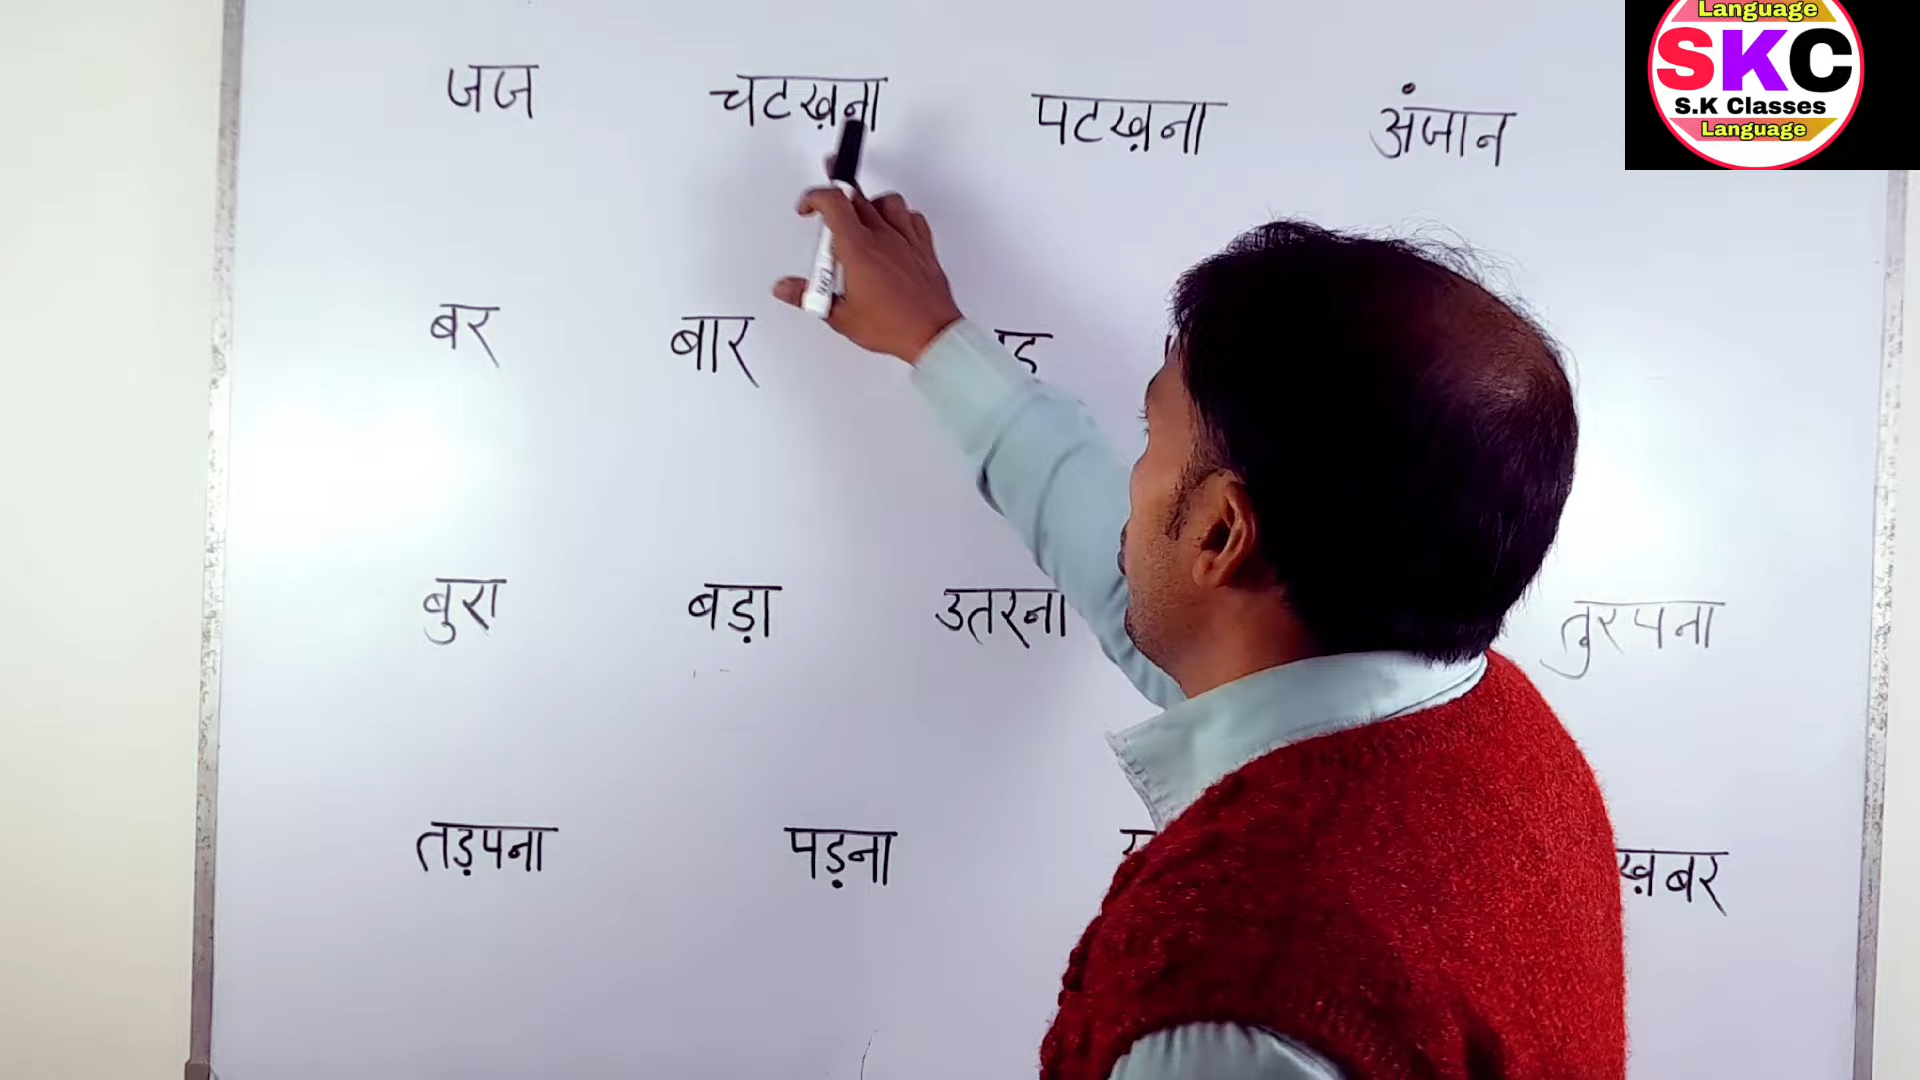 Language
SKC
S.K Classes
Language
जज चटख़ना पटख़ना अंजान
बर बार
बुरा बड़ा उतरना तुरपना
तड़पना पड़ना ख़बर